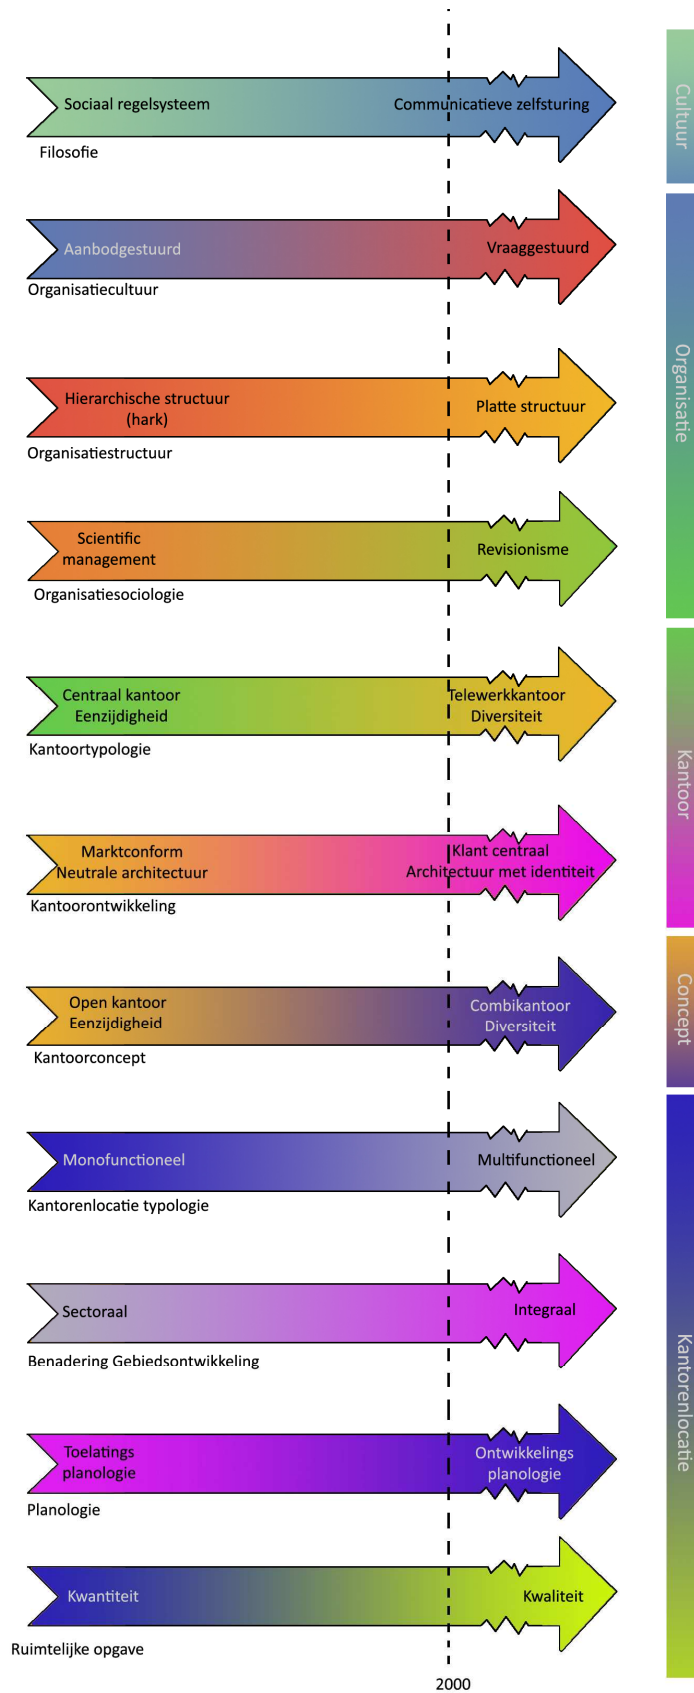 Sociaal regelsysteem
Communicatieve zelfsturing
Filosofie
Aanbodgestuurd
Vraaggestuurd
Organisatiecultuur
Hierarchische structuur
(hark)
Platte structuur
Organisatiestructuur
Scientific
management
Revisionisme
Organisatiesociologie
Centraal kantoor
Eenzijdigheid
Telewerkkantoor
Diversiteit
Kantoortypologie
Marktconform
Neutrale architectuur
Klant centraal
Architectuur met identiteit
Kantoorontwikkeling
Open kantoor
Eenzijdigheid
Combikantoor
Diversiteit
Kantoorconcept
Monofunctioneel
Multifunctioneel
Kantorenlocatie typologie
Sectoraal
Integraal
Benadering Gebiedsontwikkeling
Toelatings
planologie
Ontwikkelings
planologie
Planologie
Kwantiteit
Kwaliteit
Ruimtelijke opgave
2000
Cultuur
Organisatie
Kantoor
Concept
Kantorenlocatie